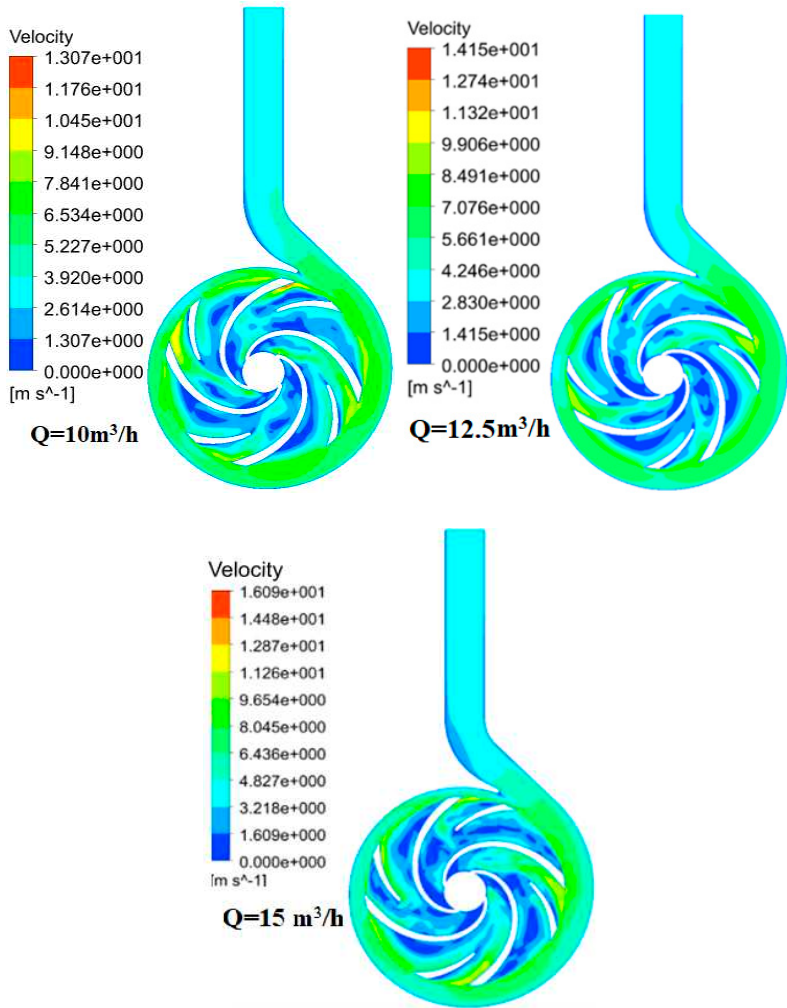 Velocity
1.307e+001
1.176e+001
1.045e+001
9.148e+000
7.841e+000
6.534e+000
5.227e+000
3.920e+000
2.614e+000
1.307e+000
0.000e+000
[m s^-1]
Q=10m³/h
Velocity
1.415e+001
1.274e+001
1.132e+001
9.906e+000
8.491e+000
7.076e+000
5.661e+000
4.246e+000
2.830e+000
1.415e+000
0.000e+000
[m s^-1]
Q=12.5m³/h
Velocity
1.609e+001
1.448e+001
1.287e+001
1.126e+001
9.654e+000
8.045e+000
6.436e+000
4.827e+000
3.218e+000
1.609e+000
0.000e+000
[m s^-1]
Q=15 m³/h